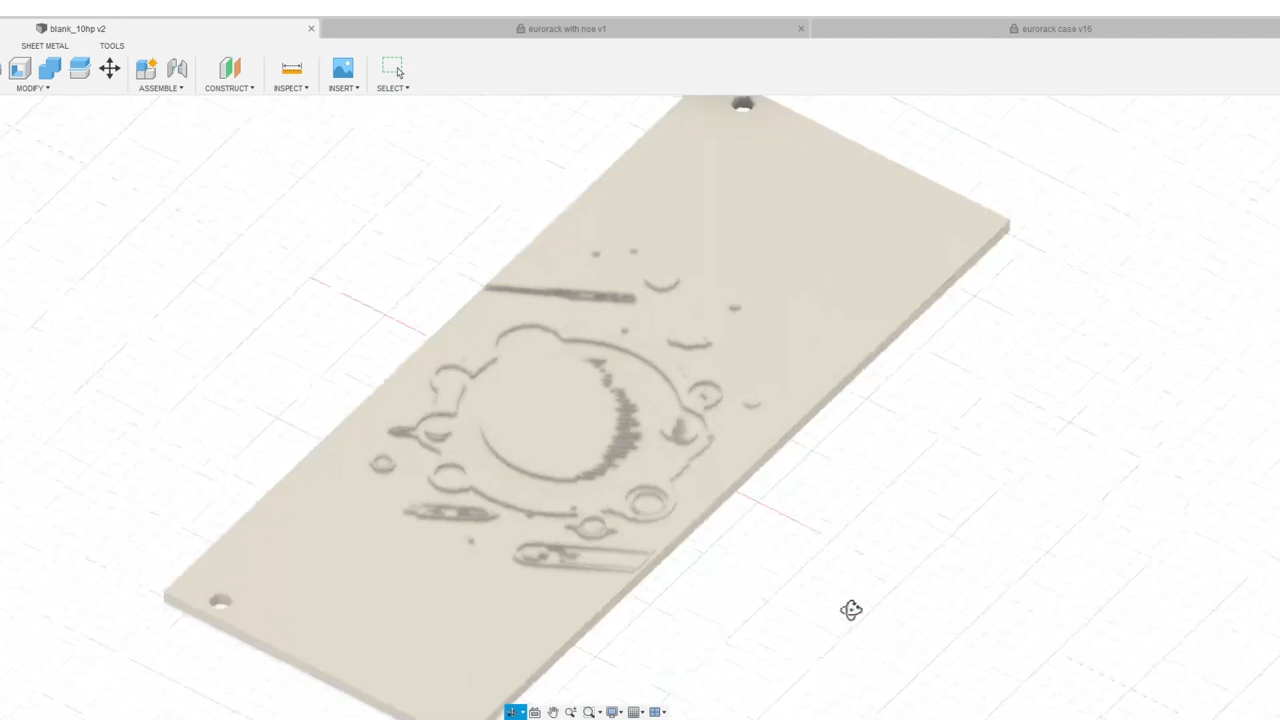 blank_10hp v2
eurorack with noe v1
eurorack case v16
SHEET METAL TOOLS
MODIFY ASSEMBLE CONSTRUCT INSPECT INSERT SELECT